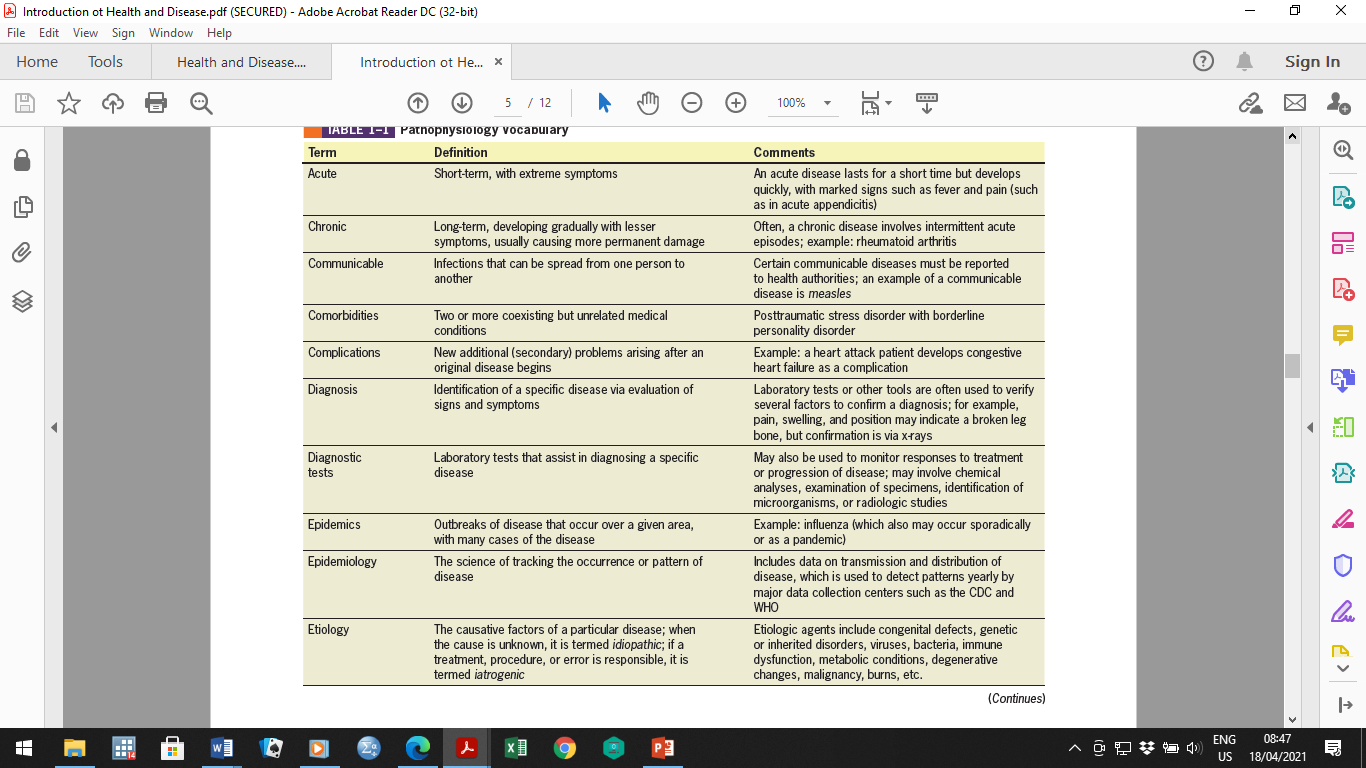 Introduction ot Health and Disease.pdf (SECURED) - Adobe Acrobat Reader DC (32-bit)
File Edit View Sign Window Help
Home Tools Health and Disease.... Introduction ot He... × Sign In
5 / 12 100%
TABLE 1–1 Pathophysiology Vocabulary
Term Definition Comments
Acute Short-term, with extreme symptoms An acute disease lasts for a short time but develops
quickly, with marked signs such as fever and pain (such
as in acute appendicitis)
Chronic Long-term, developing gradually with lesser Often, a chronic disease involves intermittent acute
symptoms, usually causing more permanent damage episodes; example: rheumatoid arthritis
Communicable Infections that can be spread from one person to Certain communicable diseases must be reported
another to health authorities; an example of a communicable
disease is measles
Comorbidities Two or more coexisting but unrelated medical Posttraumatic stress disorder with borderline
conditions personality disorder
Complications New additional (secondary) problems arising after an Example: a heart attack patient develops congestive
original disease begins heart failure as a complication
Diagnosis Identification of a specific disease via evaluation of Laboratory tests or other tools are often used to verify
signs and symptoms several factors to confirm a diagnosis; for example,
pain, swelling, and position may indicate a broken leg
bone, but confirmation is via x-rays
Diagnostic Laboratory tests that assist in diagnosing a specific May also be used to monitor responses to treatment
tests disease or progression of disease; may involve chemical
analyses, examination of specimens, identification of
microorganisms, or radiologic studies
Epidemics Outbreaks of disease that occur over a given area, Example: influenza (which also may occur sporadically
with many cases of the disease or as a pandemic)
Epidemiology The science of tracking the occurrence or pattern of Includes data on transmission and distribution of
disease disease, which is used to detect patterns yearly by
major data collection centers such as the CDC and
WHO
Etiology The causative factors of a particular disease; when Etiologic agents include congenital defects, genetic
the cause is unknown, it is termed idiopathic; if a or inherited disorders, viruses, bacteria, immune
treatment, procedure, or error is responsible, it is dysfunction, metabolic conditions, degenerative
termed iatrogenic changes, malignancy, burns, etc.
(Continues)
ENG 08:47
US 18/04/2021